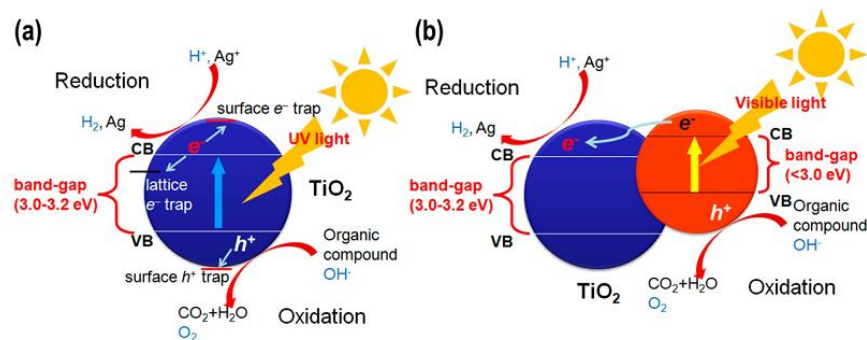 (a)
H⁺, Ag⁺
Reduction
surface e⁻ trap
H₂, Ag
UV light
e⁻
CB
lattice
e⁻ trap
band-gap
(3.0-3.2 eV)
TiO₂
VB
h⁺
surface h⁺ trap
Organic
compound
OH⁻
CO₂+H₂O
O₂
Oxidation
(b)
H⁺, Ag⁺
Reduction
Visible light
H₂, Ag
e⁻
e⁻
CB
CB
band-gap
(3.0-3.2 eV)
band-gap
(<3.0 eV)
VB
VB
h⁺
Organic
compound
OH⁻
TiO₂
CO₂+H₂O
O₂
Oxidation